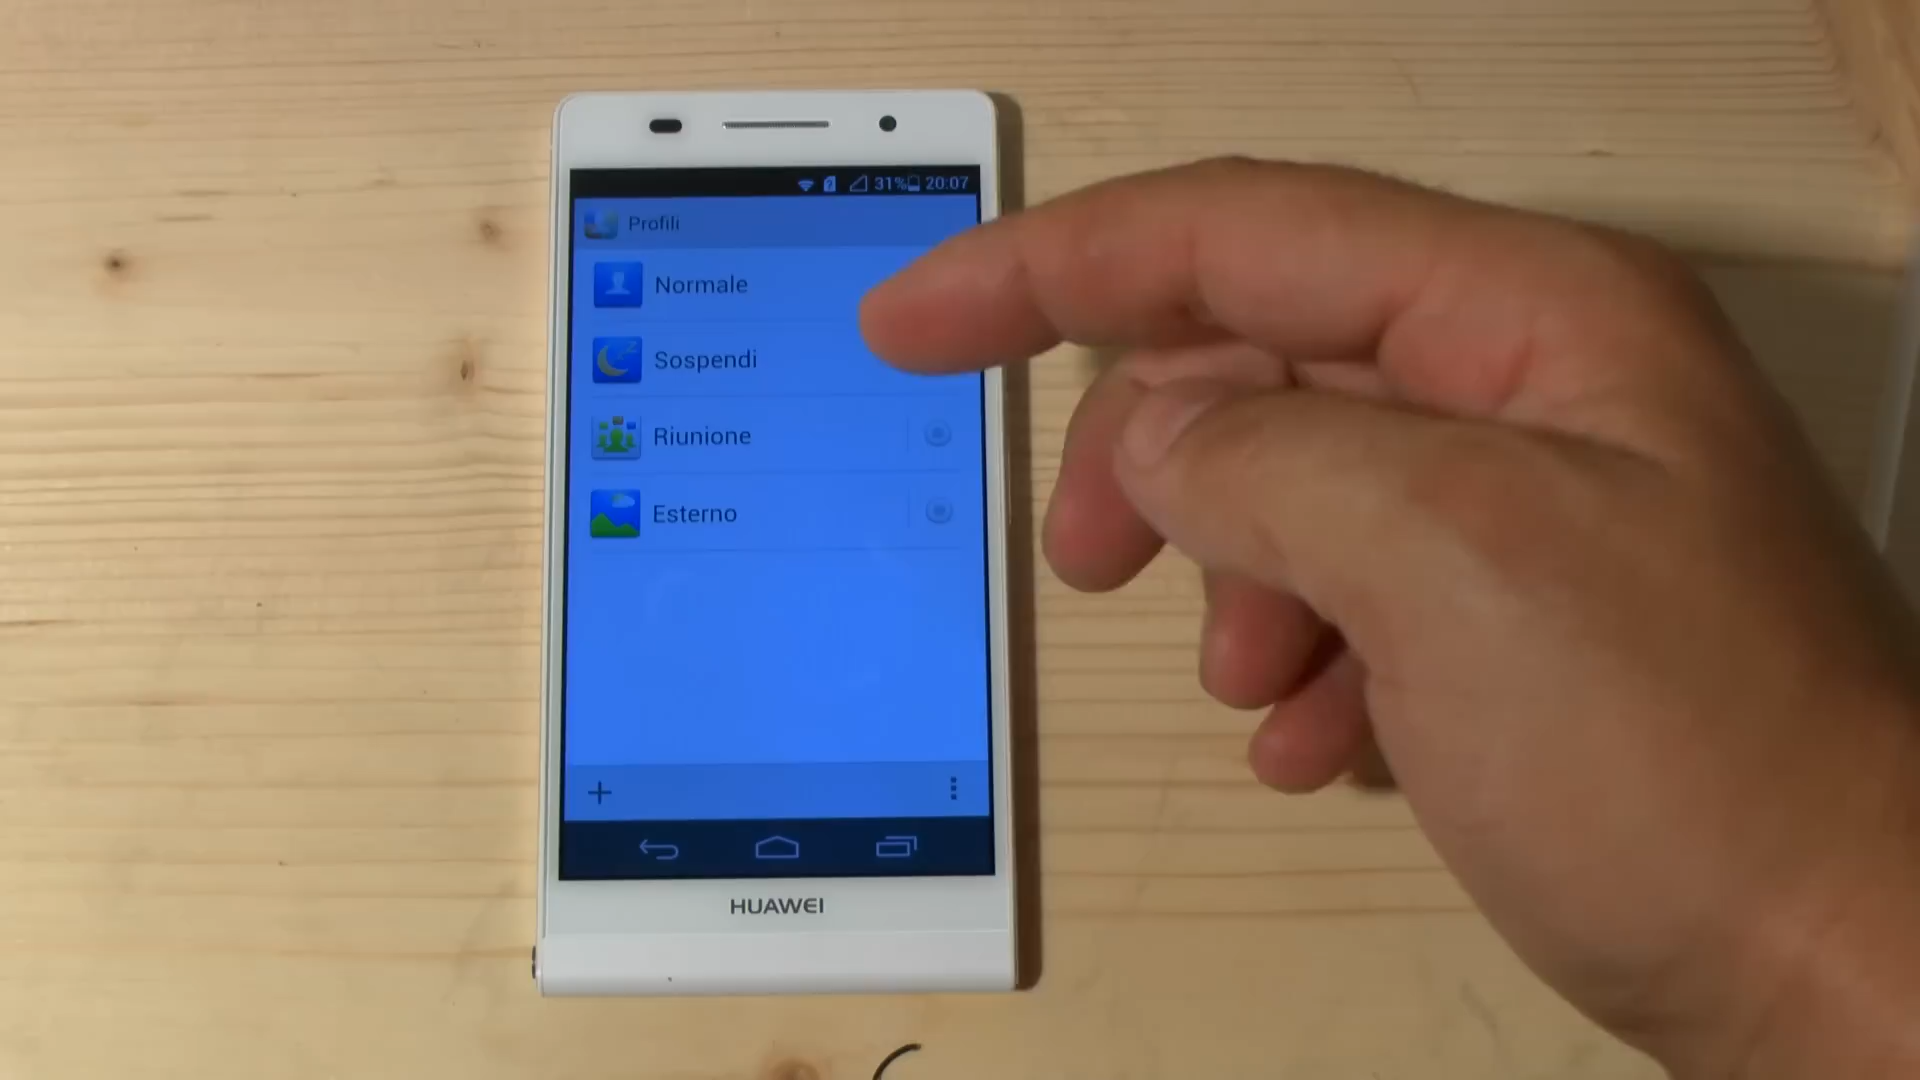 31% 20:07
Profili
Normale
Sospendi
Riunione
Esterno
HUAWEI